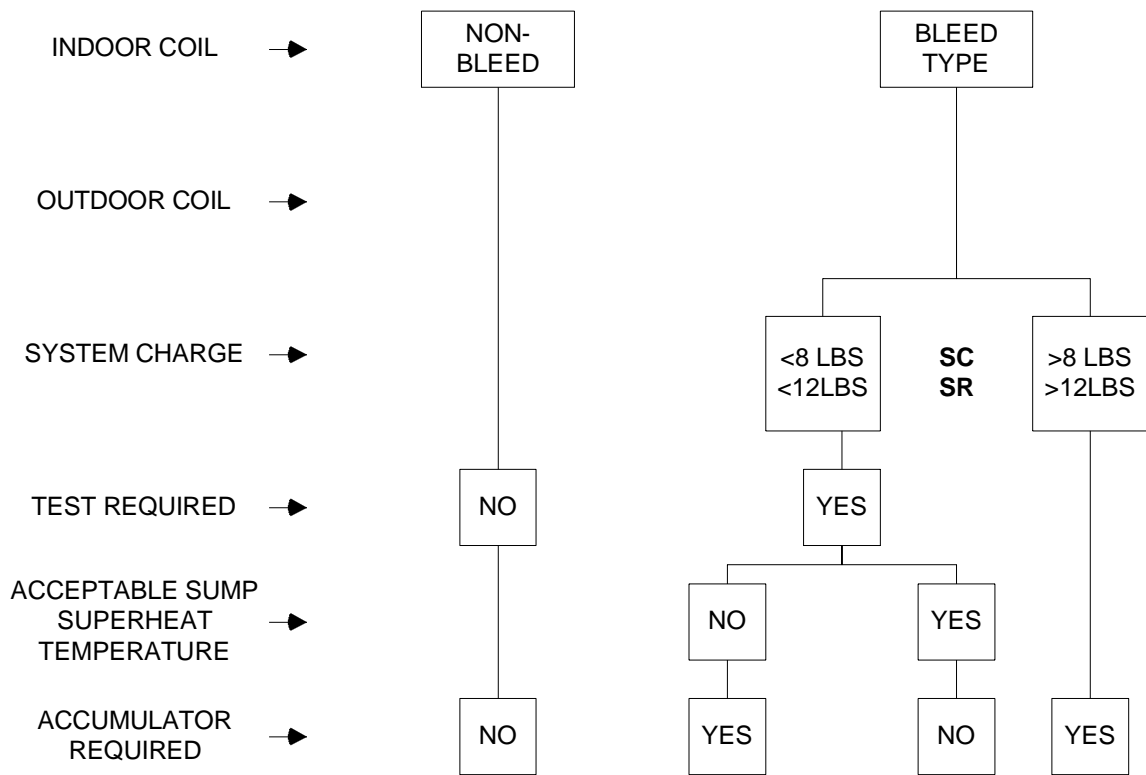 INDOOR COIL
NON-
BLEED
BLEED
TYPE
OUTDOOR COIL
SYSTEM CHARGE
<8 LBS
<12LBS
SC
SR
>8 LBS
>12LBS
TEST REQUIRED
NO
YES
ACCEPTABLE SUMP
SUPERHEAT
TEMPERATURE
NO
YES
ACCUMULATOR
REQUIRED
NO
YES
NO
YES